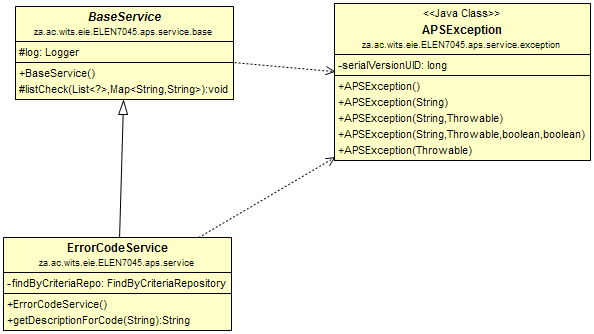 BaseService
za.ac.wits.eie.ELEN7045.aps.service.base
#log: Logger
+BaseService()
#listCheck(List<?>,Map<String,String>):void
<<Java Class>>
APSException
za.ac.wits.eie.ELEN7045.aps.service.exception
-serialVersionUID: long
+APSException()
+APSException(String)
+APSException(String,Throwable)
+APSException(String,Throwable,boolean,boolean)
+APSException(Throwable)
ErrorCodeService
za.ac.wits.eie.ELEN7045.aps.service
-findByCriteriaRepo: FindByCriteriaRepository
+ErrorCodeService()
+getDescriptionForCode(String):String